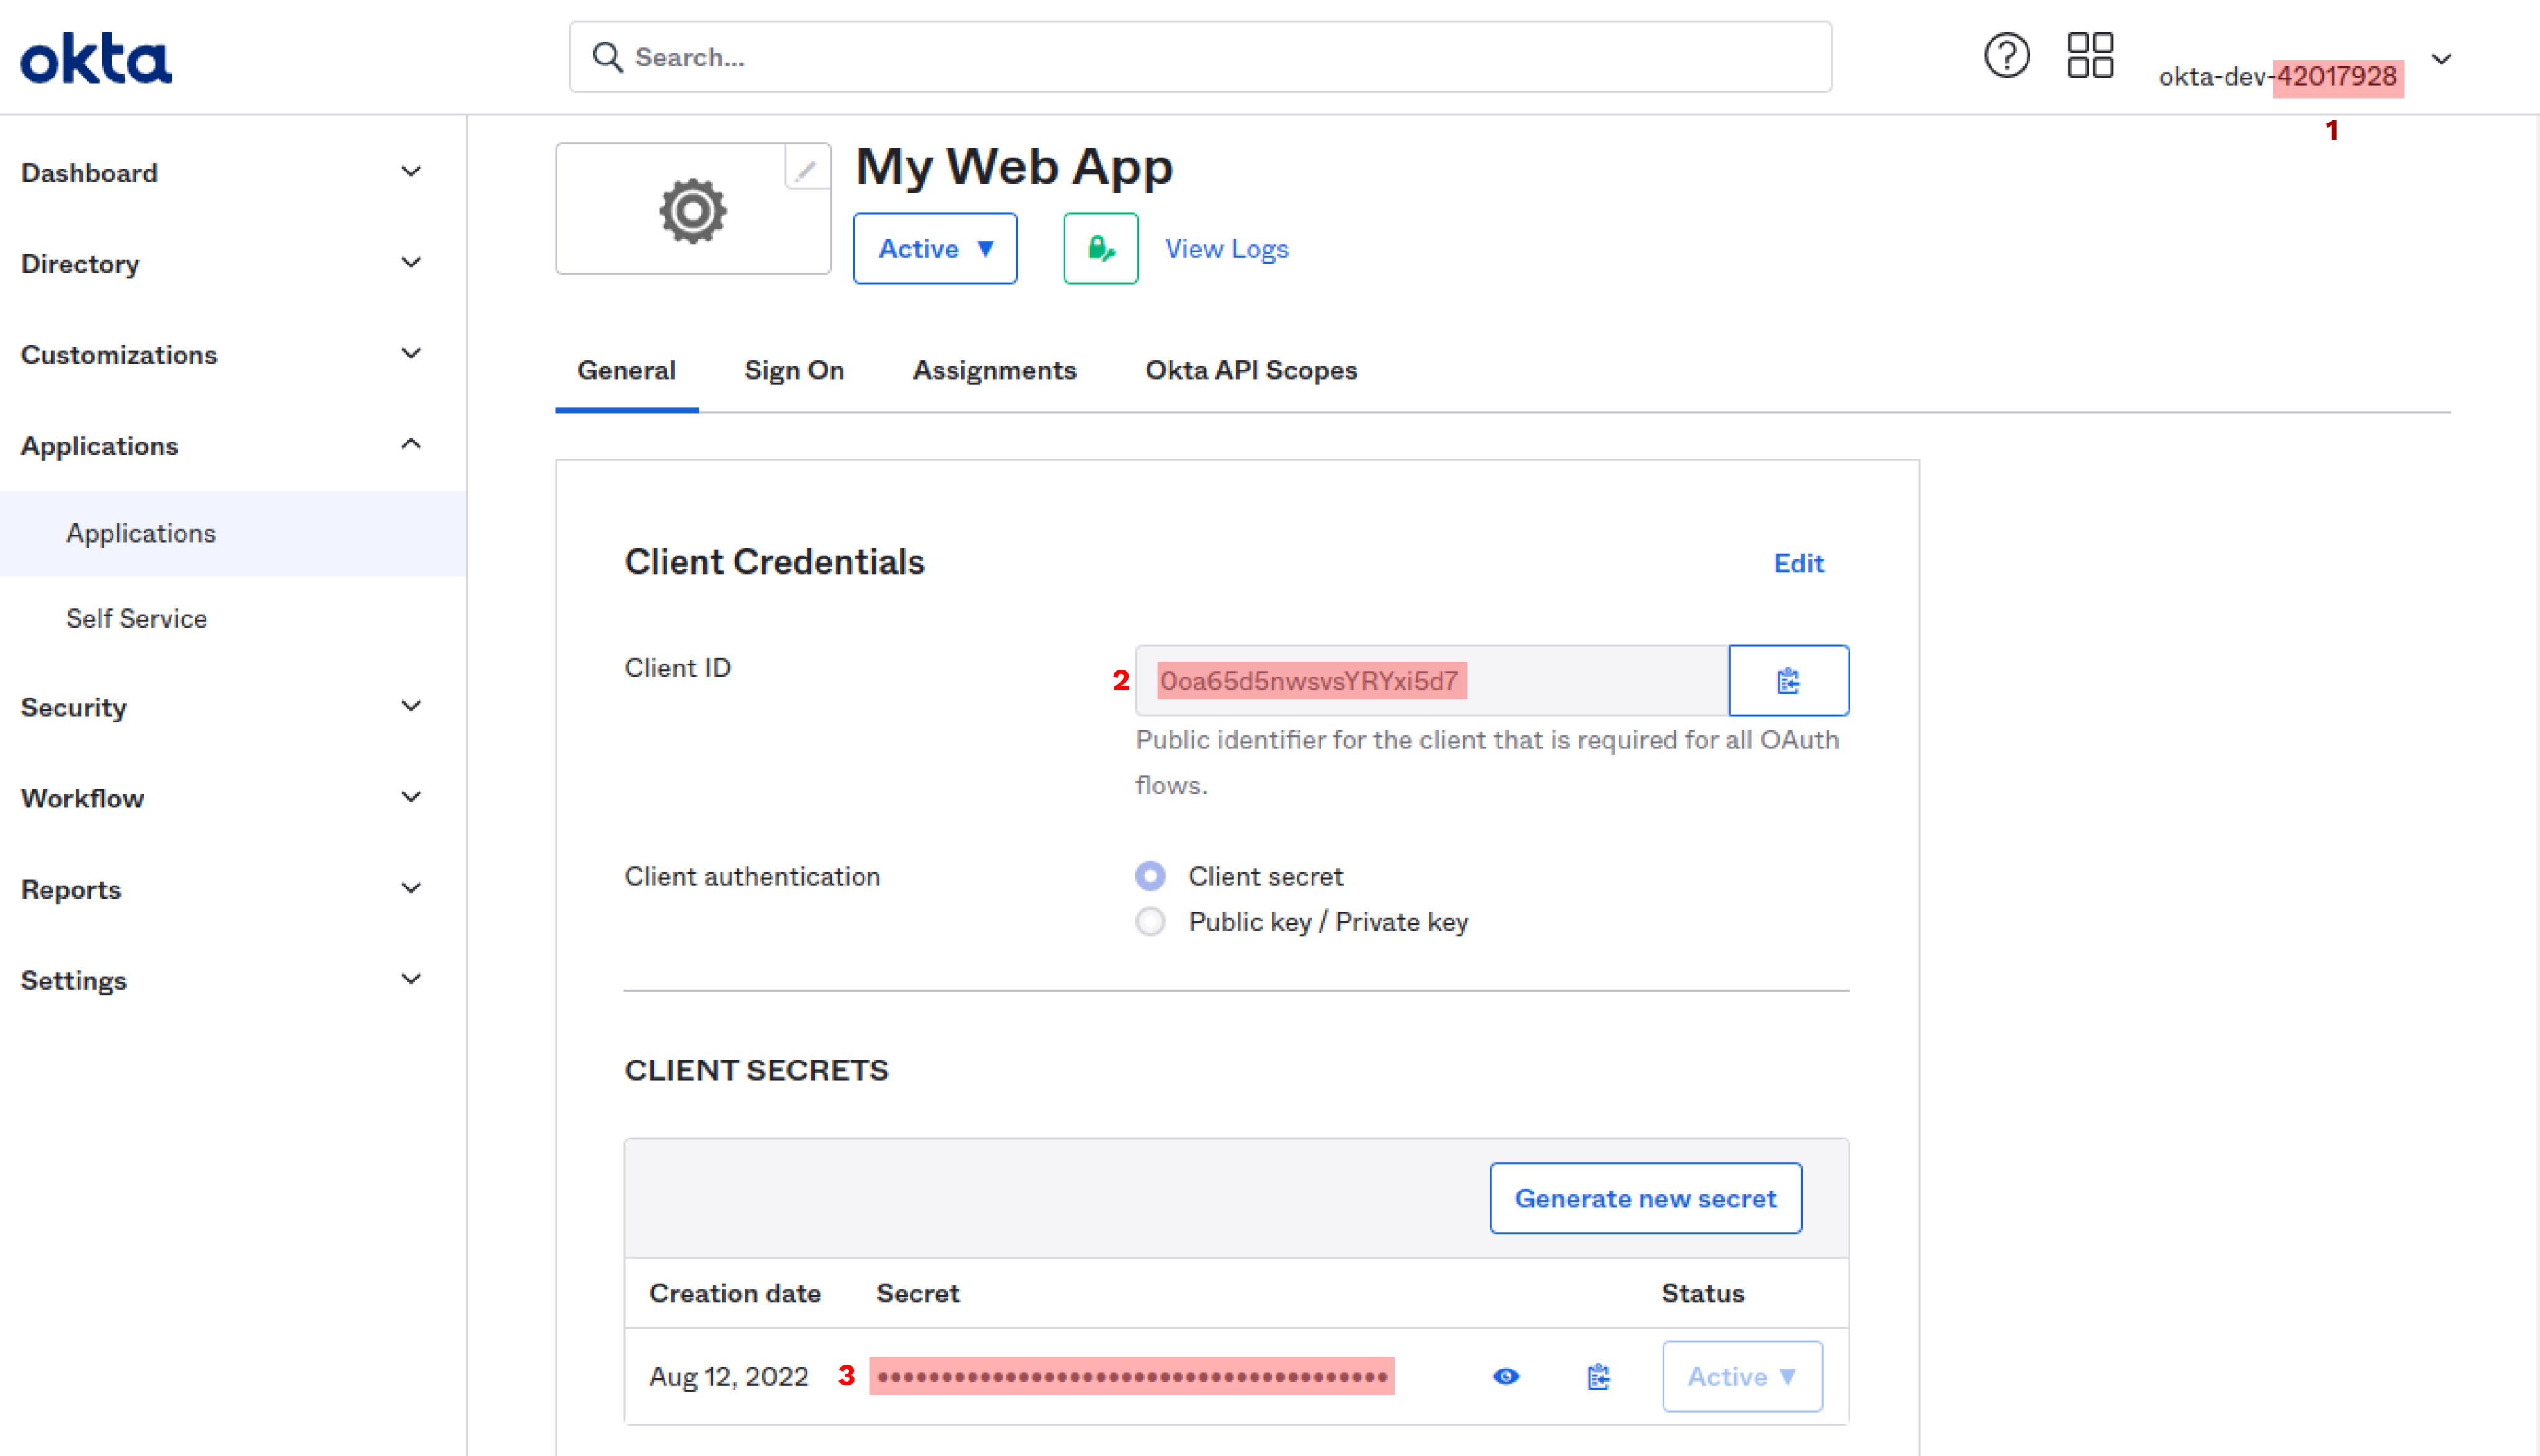 okta
Search...
okta-dev-42017928
1
Dashboard
Directory
Customizations
Applications
Applications
Self Service
Security
Workflow
Reports
Settings
My Web App
Active ▼
View Logs
General
Sign On
Assignments
Okta API Scopes
Client Credentials
Edit
Client ID
2
0oa65d5nwsvsYRYxi5d7
Public identifier for the client that is required for all OAuth
flows.
Client authentication
Client secret
Public key / Private key
CLIENT SECRETS
Generate new secret
Creation date
Secret
Status
Aug 12, 2022
3
••••••••••••••••••••••••••••••••••••••••
Active ▼